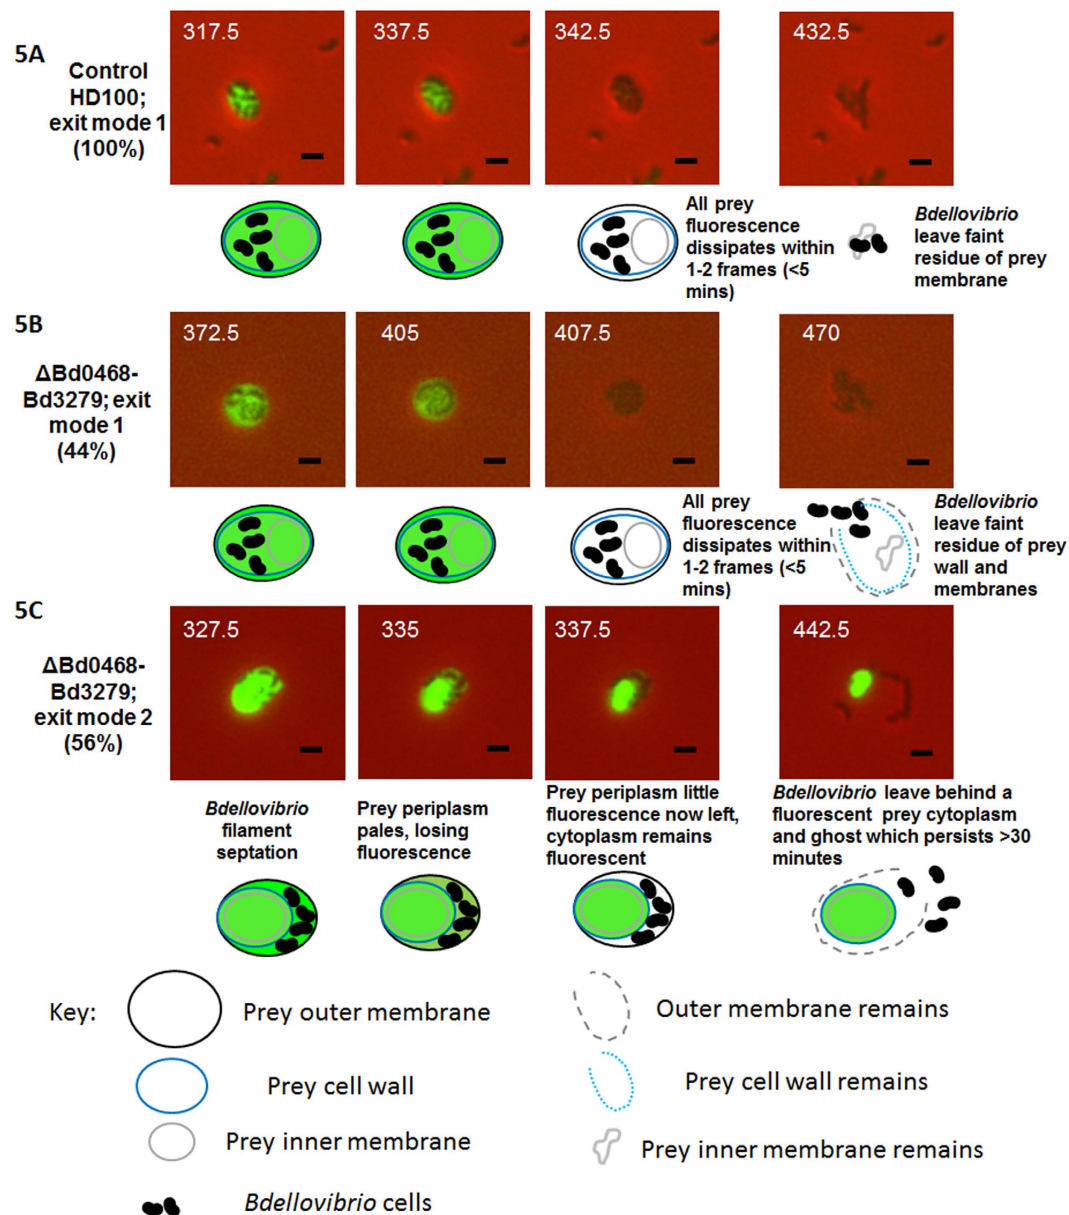 5A
Control
HD100;
exit mode 1
(100%)
317.5
337.5
342.5
432.5
All prey
fluorescence
dissipates within
1-2 frames (<5
mins)
Bdellovibrio
leave faint
residue of prey
membrane
5B
ΔBd0468-
Bd3279; exit
mode 1
(44%)
372.5
405
407.5
470
All prey
fluorescence
dissipates within
1-2 frames (<5
mins)
Bdellovibrio
leave faint
residue of prey
wall and
membranes
5C
ΔBd0468-
Bd3279;
exit mode 2
(56%)
327.5
335
337.5
442.5
Bdellovibrio
filament
septation
Prey periplasm
pales, losing
fluorescence
Prey periplasm little
fluorescence now left,
cytoplasm remains
fluorescent
Bdellovibrio leave behind a
fluorescent prey cytoplasm
and ghost which persists >30
minutes
Key:
Prey outer membrane
Outer membrane remains
Prey cell wall
Prey cell wall remains
Prey inner membrane
Prey inner membrane remains
Bdellovibrio cells